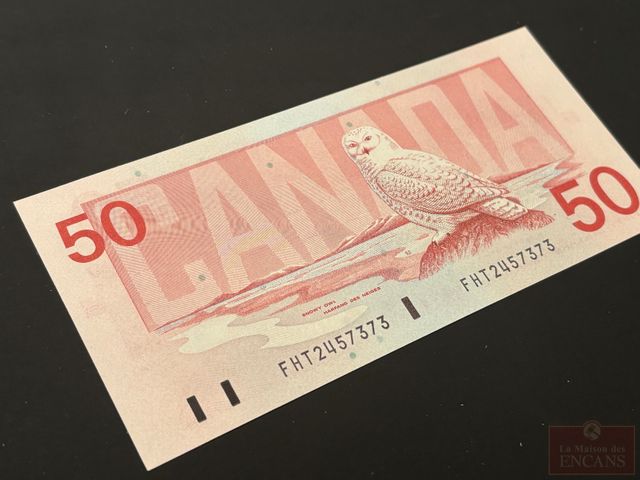 CANADA
50
50
SNOWY OWL
HARFANG DES NEIGES
FHT2457373
FHT2457373
La Maison des
ENCANS